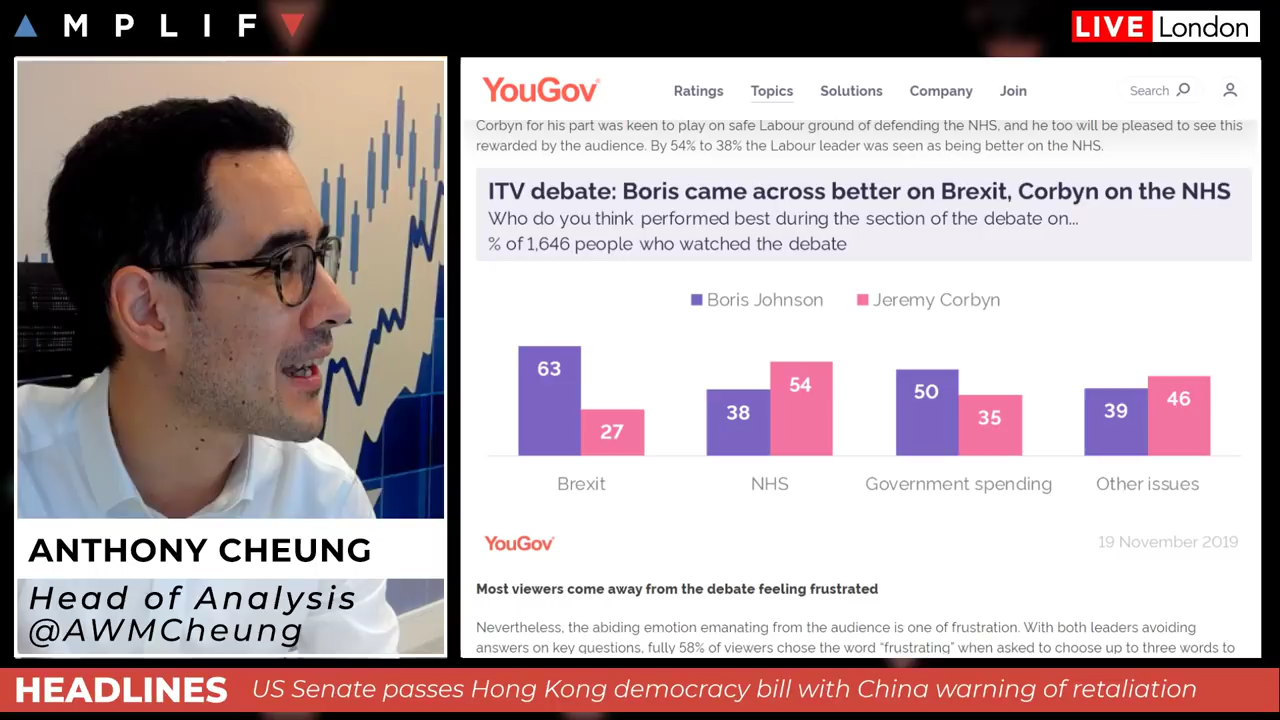 MPLIF
LIVE London
YouGov
Ratings
Topics
Solutions
Company
Join
Search
Corbyn for his part was keen to play on safe Labour ground of defending the NHS, and he too will be pleased to see this
rewarded by the audience. By 54% to 38% the Labour leader was seen as being better on the NHS.
ITV debate: Boris came across better on Brexit, Corbyn on the NHS
Who do you think performed best during the section of the debate on...
% of 1,646 people who watched the debate
Boris Johnson
Jeremy Corbyn
63
27
38
54
50
35
39
46
Brexit
NHS
Government spending
Other issues
YouGov
19 November 2019
Most viewers come away from the debate feeling frustrated
Nevertheless, the abiding emotion emanating from the audience is one of frustration. With both leaders avoiding
answers on key questions, fully 58% of viewers chose the word "frustrating" when asked to choose up to three words to
ANTHONY CHEUNG
Head of Analysis
@AWMCheung
HEADLINES
US Senate passes Hong Kong democracy bill with China warning of retaliation